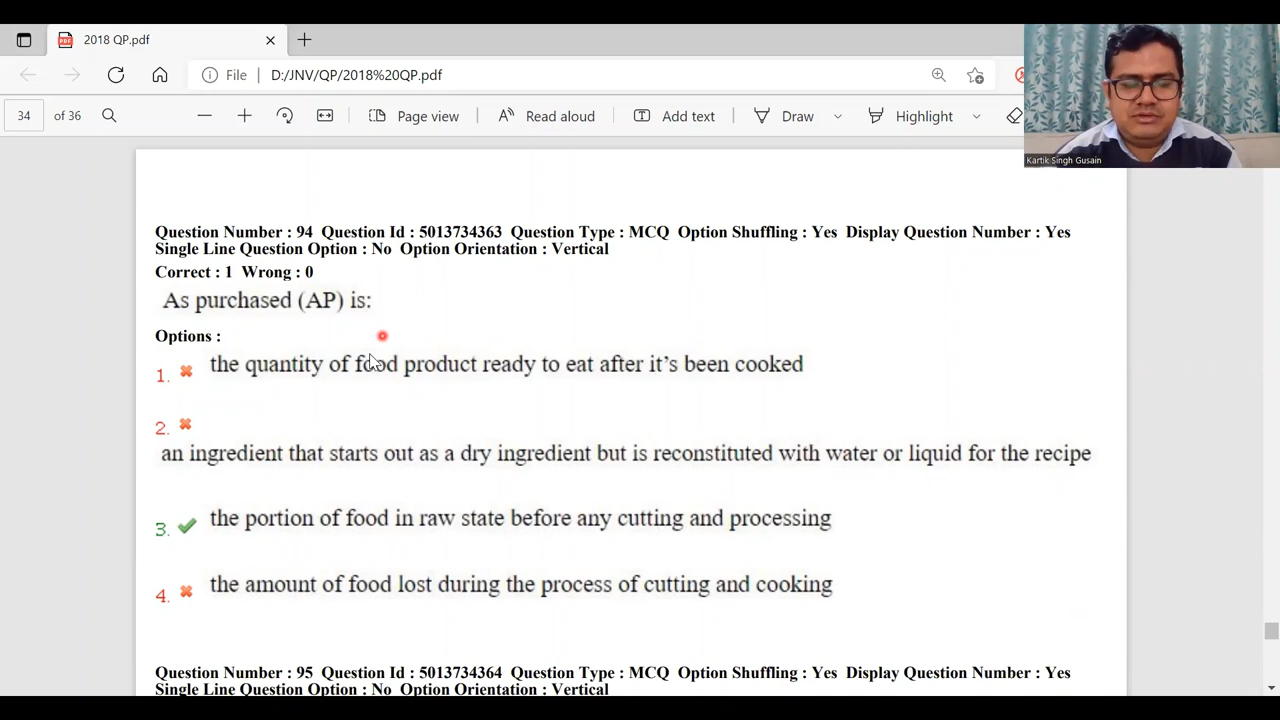 2018 QP.pdf
File D:/JNV/QP/2018%20QP.pdf
34 of 36 Page view Read aloud Add text Draw Highlight
Kartik Singh Gusain
Question Number : 94 Question Id : 5013734363 Question Type : MCQ Option Shuffling : Yes Display Question Number : Yes
Single Line Question Option : No Option Orientation : Vertical
Correct : 1 Wrong : 0
As purchased (AP) is:
Options :
1. the quantity of food product ready to eat after it's been cooked
2.
an ingredient that starts out as a dry ingredient but is reconstituted with water or liquid for the recipe
3. the portion of food in raw state before any cutting and processing
4. the amount of food lost during the process of cutting and cooking
Question Number : 95 Question Id : 5013734364 Question Type : MCQ Option Shuffling : Yes Display Question Number : Yes
Single Line Question Option : No Option Orientation : Vertical